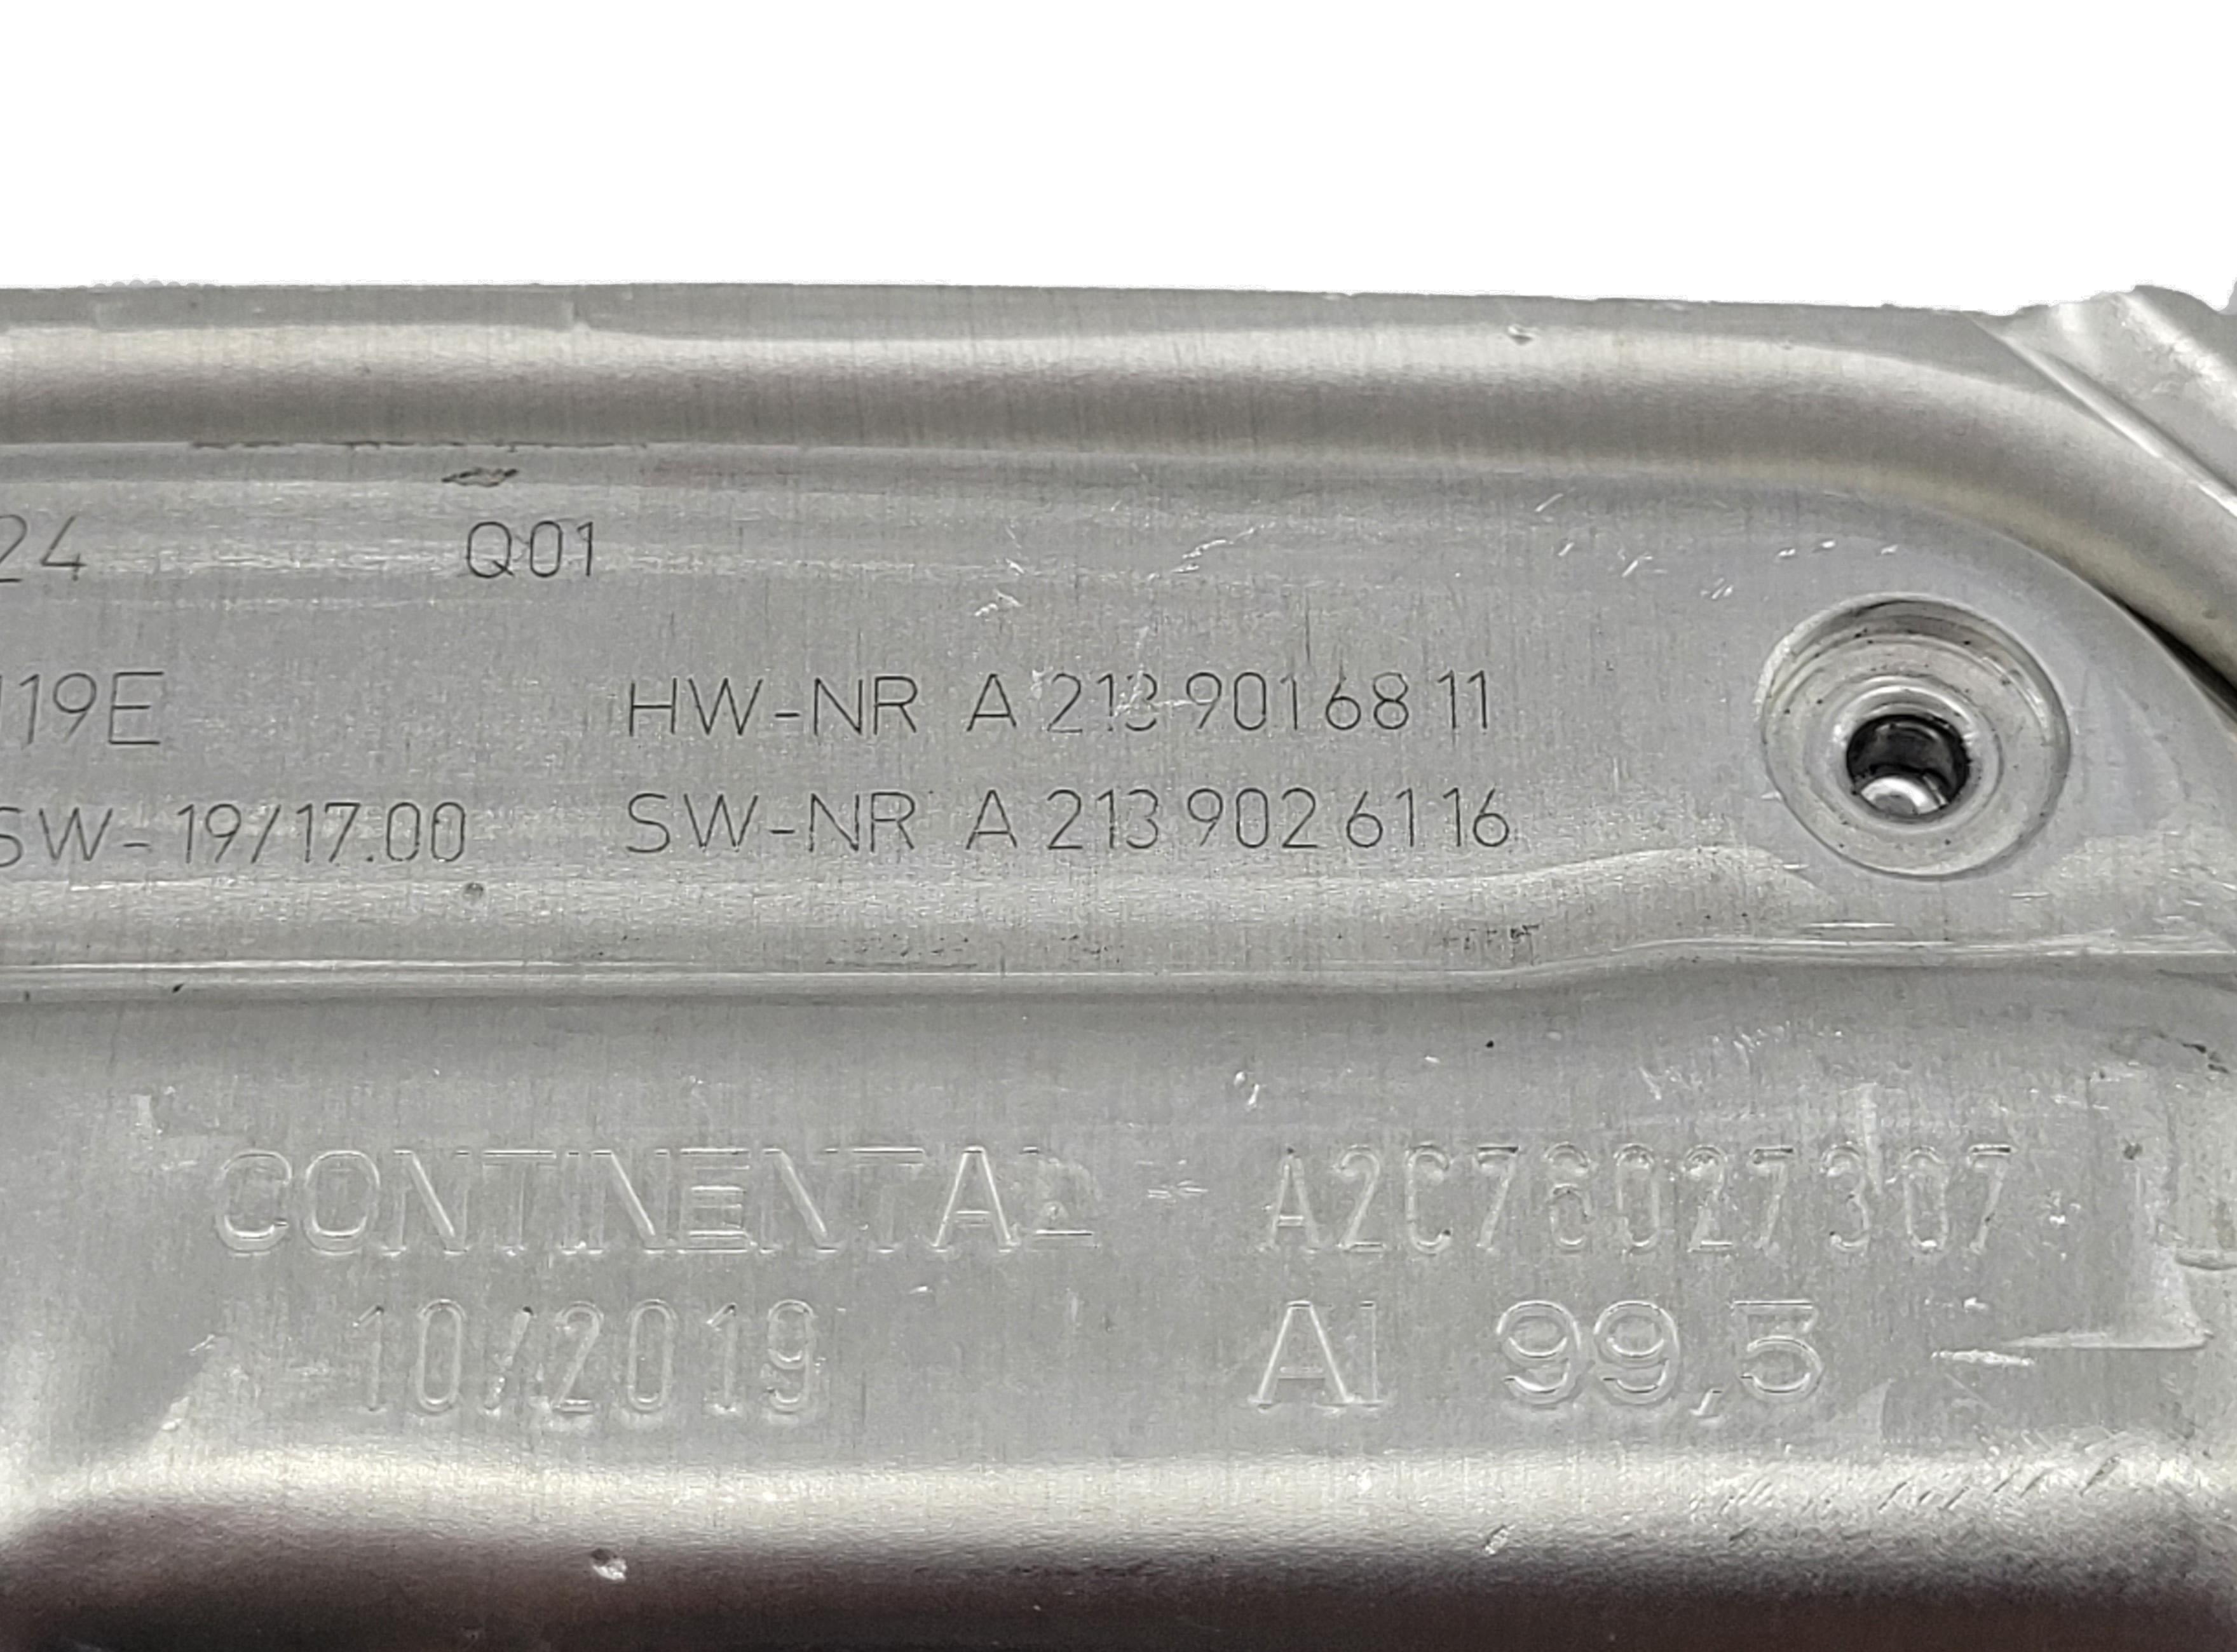 24 Q01
119E HW-NR A 213 901 68 11
SW-19/17.00 SW-NR A 213 902 61 16
CONTINENTAL A2C76027307
10/2019 Al 99,5